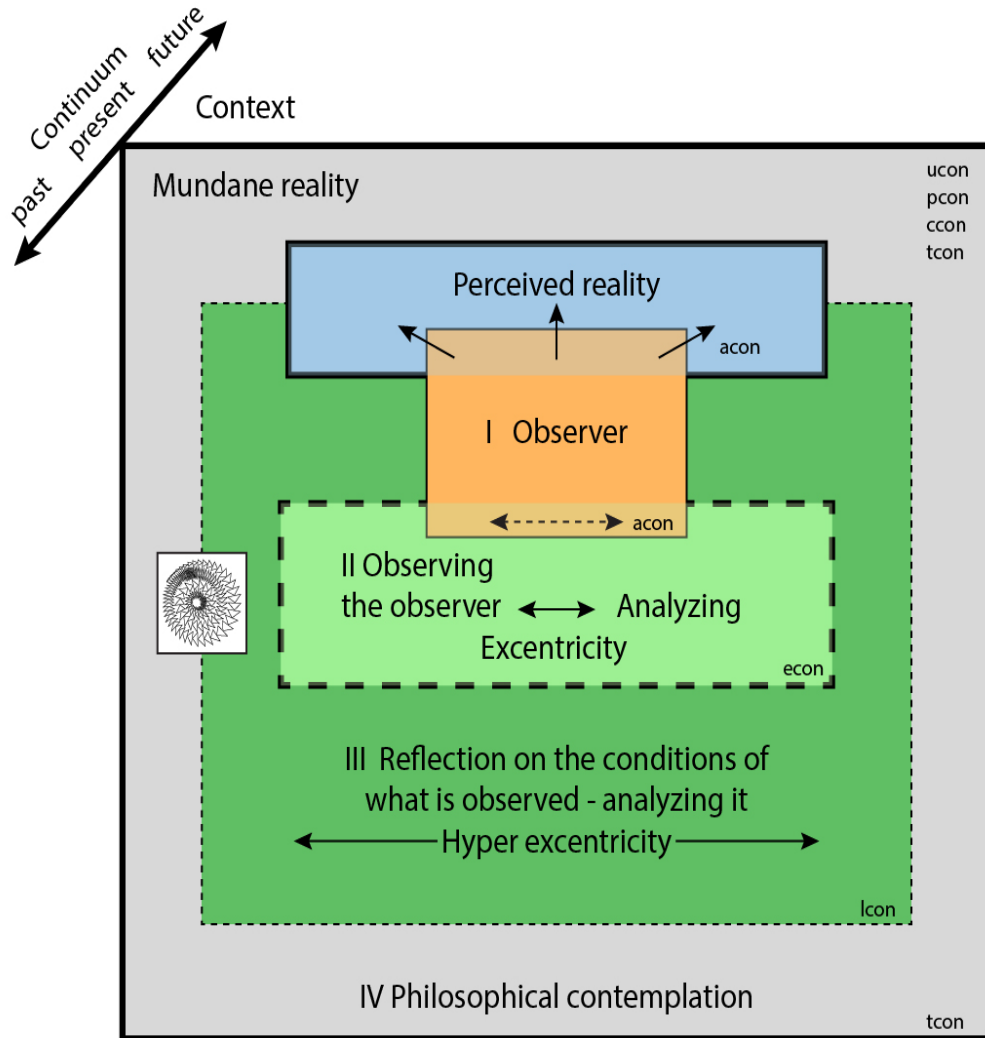 Continuum
past present future
Context
Mundane reality
ucon
pcon
ccon
tcon
Perceived reality
acon
I Observer
acon
II Observing
the observer Analyzing
Excentricity
econ
III Reflection on the conditions of
what is observed - analyzing it
Hyper excentricity
lcon
IV Philosophical contemplation
tcon